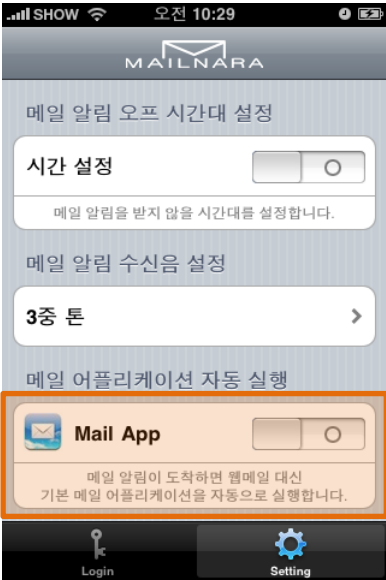 SHOW 오전 10:29
MAILNARA
메일 알림 오프 시간대 설정
시간 설정
메일 알림을 받지 않을 시간대를 설정합니다.
메일 알림 수신음 설정
3중 톤
메일 어플리케이션 자동 실행
Mail App
메일 알림이 도착하면 웹메일 대신
기본 메일 어플리케이션을 자동으로 실행합니다.
Login Setting